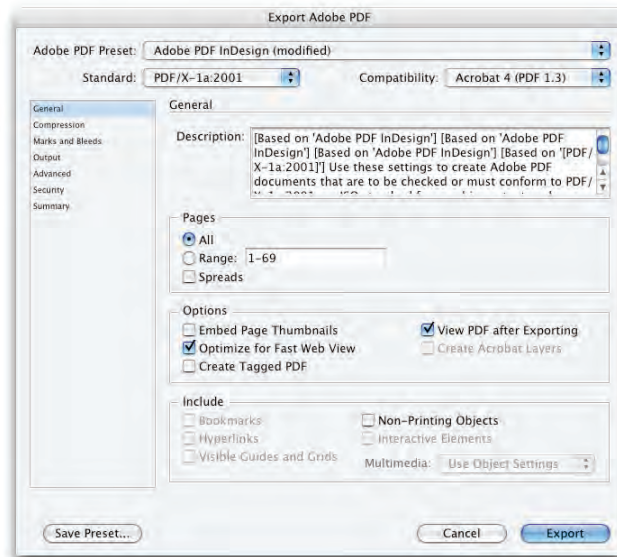 Export Adobe PDF
Adobe PDF Preset: Adobe PDF InDesign (modified)
Standard: PDF/X-1a:2001 Compatibility: Acrobat 4 (PDF 1.3)
General
Compression
Marks and Bleeds
Output
Advanced
Security
Summary
General
Description: [Based on 'Adobe PDF InDesign'] [Based on 'Adobe PDF
InDesign'] [Based on 'Adobe PDF InDesign'] [Based on '[PDF/
X-1a:2001]'] Use these settings to create Adobe PDF
documents that are to be checked or must conform to PDF/
Pages
All
Range: 1-69
Spreads
Options
Embed Page Thumbnails
Optimize for Fast Web View
Create Tagged PDF
View PDF after Exporting
Create Acrobat Layers
Include
Bookmarks
Hyperlinks
Visible Guides and Grids
Non-Printing Objects
Interactive Elements
Multimedia: Use Object Settings
Save Preset... Cancel Export